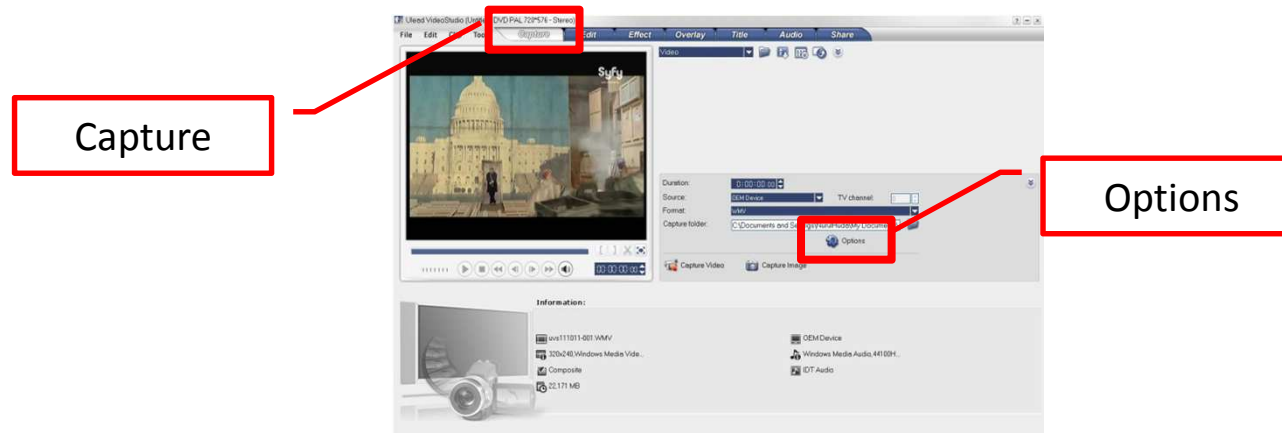 Ulead VideoStudio (Untitled DVD PAL 720*576 - Stereo)
File Edit Tools Capture Edit Effect Overlay Title Audio Share
Video
Syfy
Capture
Duration: 0:00:00:00
Source: OEM Device TV channel:
Format: WMV
Capture folder: C:\Documents and
Options
Options
Capture Video Capture Image
00:00:00:00
Information:
uvs111011-001.WMV OEM Device
320x240,Windows Media Vide... Windows Media Audio,44100H...
Composite IDT Audio
22,171 MB